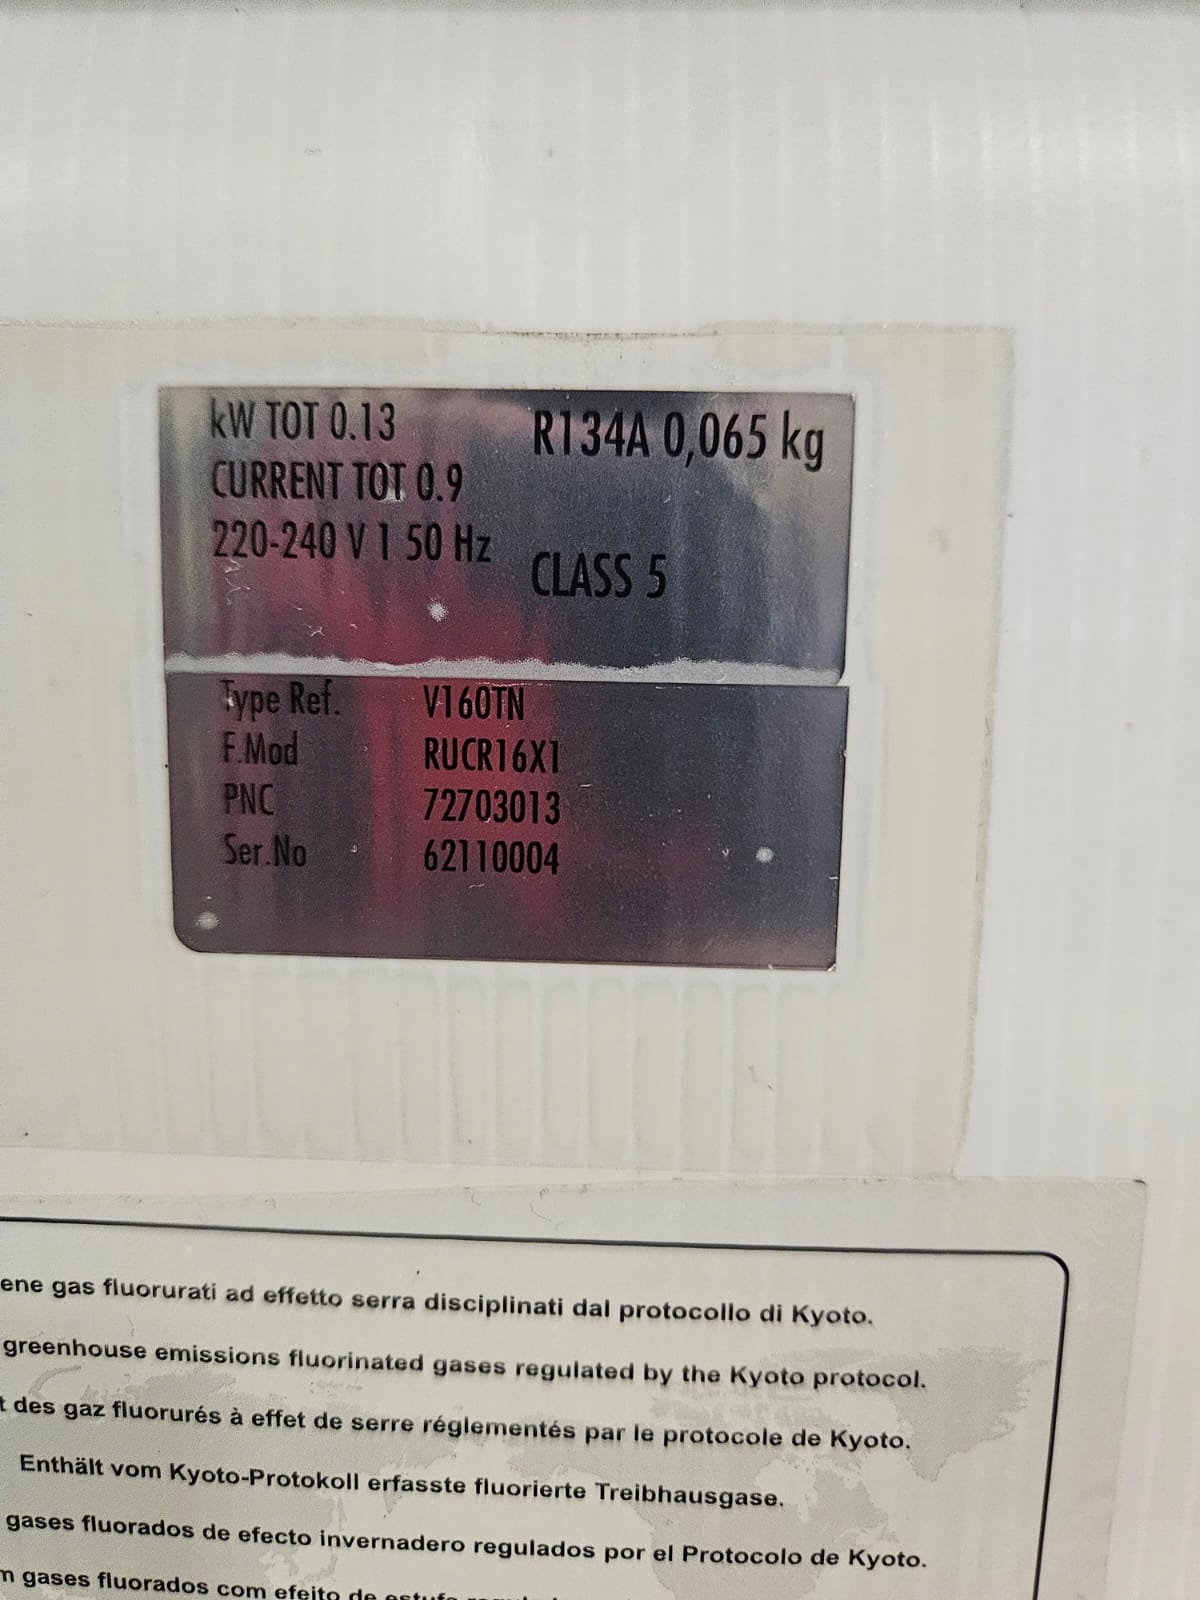 kW TOT 0.13
R134A 0,065 kg
CURRENT TOT 0.9
220-240 V 1 50 Hz
CLASS 5
Type Ref. V160TN
F.Mod RUCR16X1
PNC 72703013
Ser.No 62110004
ene gas fluorurati ad effetto serra disciplinati dal protocollo di Kyoto.
greenhouse emissions fluorinated gases regulated by the Kyoto protocol.
t des gaz fluorurés à effet de serre réglementés par le protocole de Kyoto.
Enthält vom Kyoto-Protokoll erfasste fluorierte Treibhausgase.
gases fluorados de efecto invernadero regulados por el Protocolo de Kyoto.
m gases fluorados com efeito de estufa